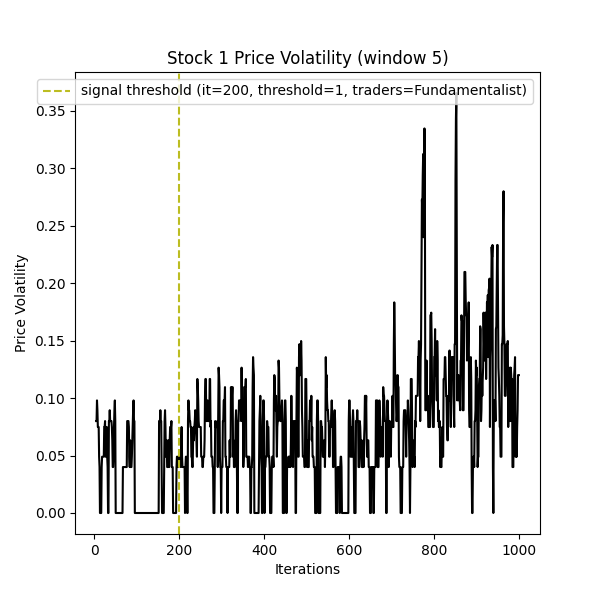 Stock 1 Price Volatility (window 5)
signal threshold (it=200, threshold=1, traders=Fundamentalist)
Price Volatility
0.35
0.30
0.25
0.20
0.15
0.10
0.05
0.00
0 200 400 600 800 1000
Iterations